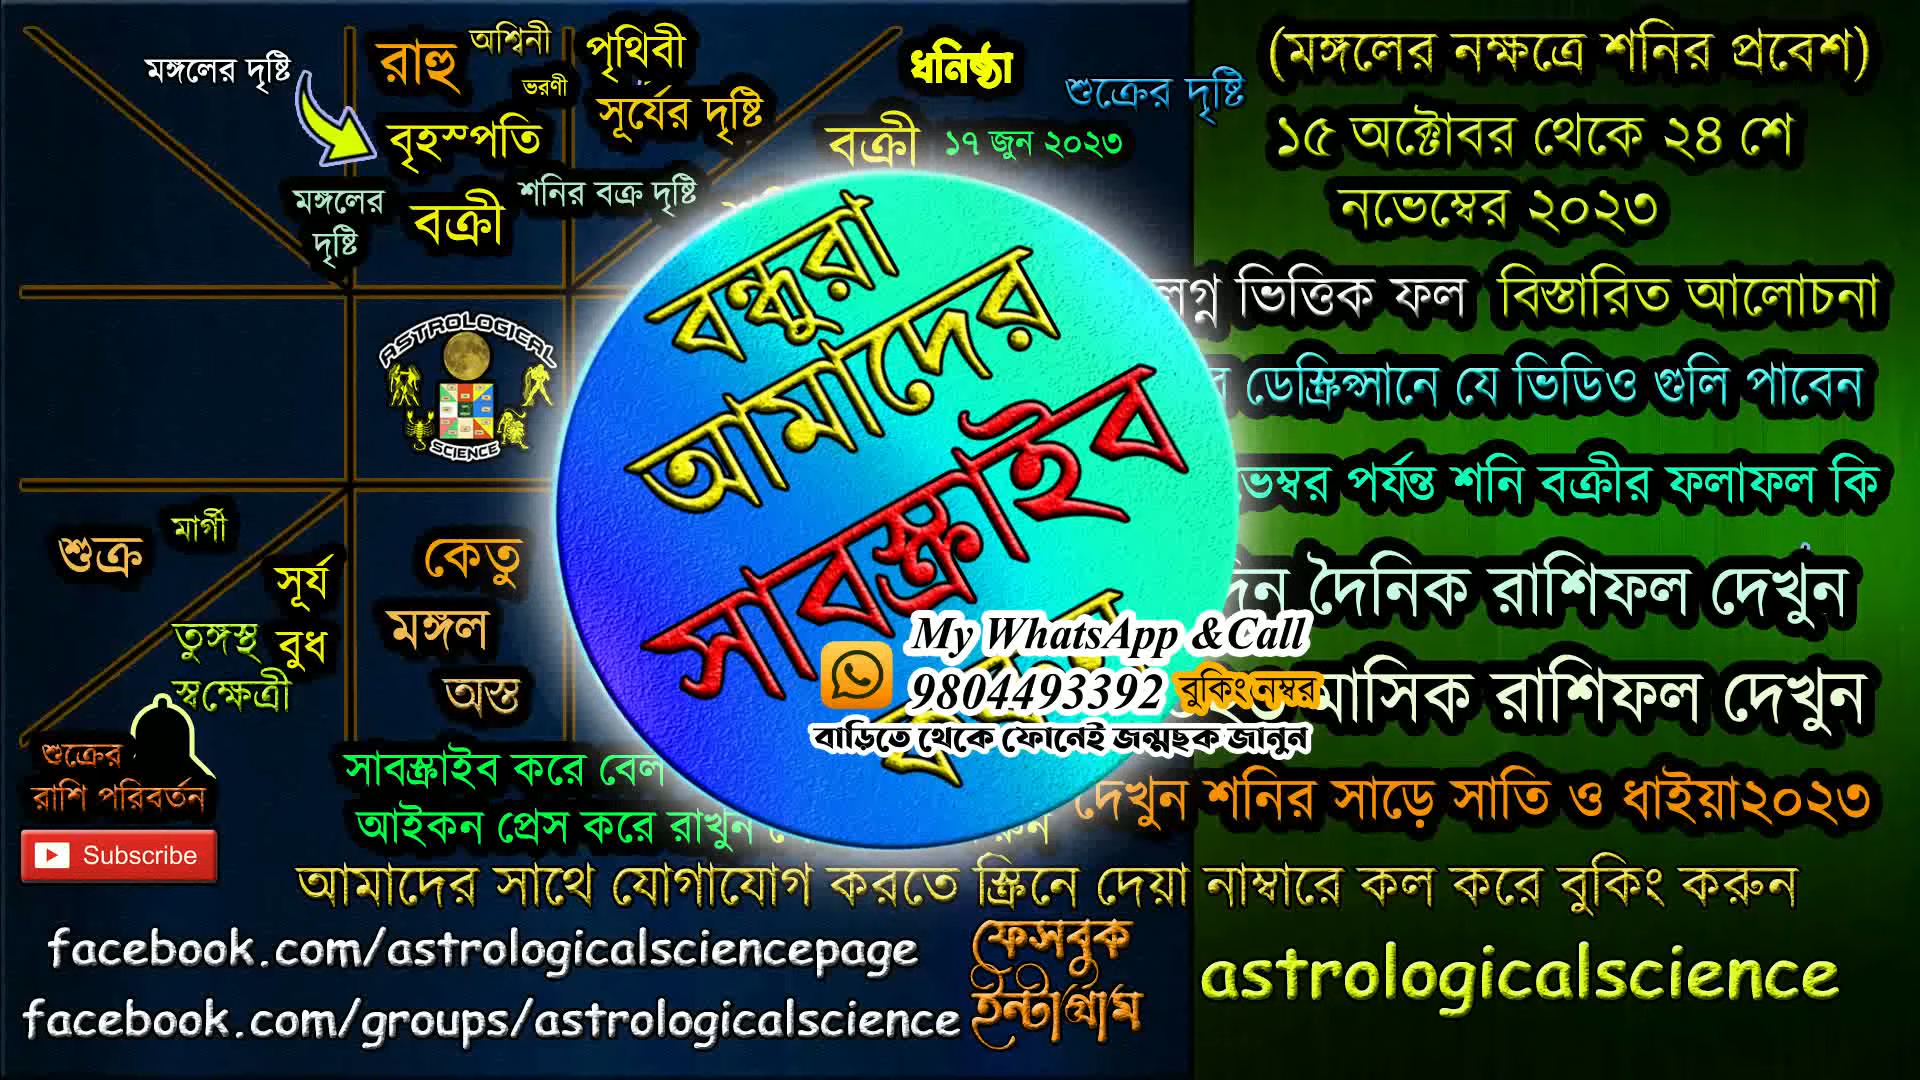 মঙ্গলের দৃষ্টি
রাহু
অশ্বিনী
ভরণী
পৃথিবী
সূর্যের দৃষ্টি
বৃহস্পতি
মঙ্গলের
দৃষ্টি
বক্রী
শনির বক্র দৃষ্টি
ধনিষ্ঠা
শুক্রের দৃষ্টি
বক্রী ১৭ জুন ২০২৩
(মঙ্গলের নক্ষত্রে শনির প্রবেশ)
১৫ অক্টোবর থেকে ২৪ শে
নভেম্বের ২০২৩
লগ্ন ভিত্তিক ফল বিস্তারিত আলোচনা
ডেস্ক্রিপ্সানে যে ভিডিও গুলি পাবেন
পর্যন্ত শনি বক্রীর ফলাফল কি
দৈনিক রাশিফল দেখুন
মাসিক রাশিফল দেখুন
দেখুন শনির সাড়ে সাতি ও ধাইয়া২০২৩
ASTROLOGICAL
SCIENCE
বন্ধুরা
আমাদের
সাবস্ক্রাইব
My WhatsApp &Call
9804493392 বুকিং নম্বর
বাড়িতে থেকে ফোনেই জন্মছক জানুন
শুক্র
মার্গী
সূর্য
তুঙ্গস্থ বুধ
স্বক্ষেত্রী
কেতু
মঙ্গল
অস্ত
শুক্রের
রাশি পরিবর্তন
Subscribe
সাবস্ক্রাইব করে বেল
আইকন প্রেস করে রাখুন
আমাদের সাথে যোগাযোগ করতে স্ক্রিনে দেয়া নাম্বারে কল করে বুকিং করুন
facebook.com/astrologicalsciencepage
facebook.com/groups/astrologicalscience
ফেসবুক
ইন্টাগ্রাম
astrologicalscience